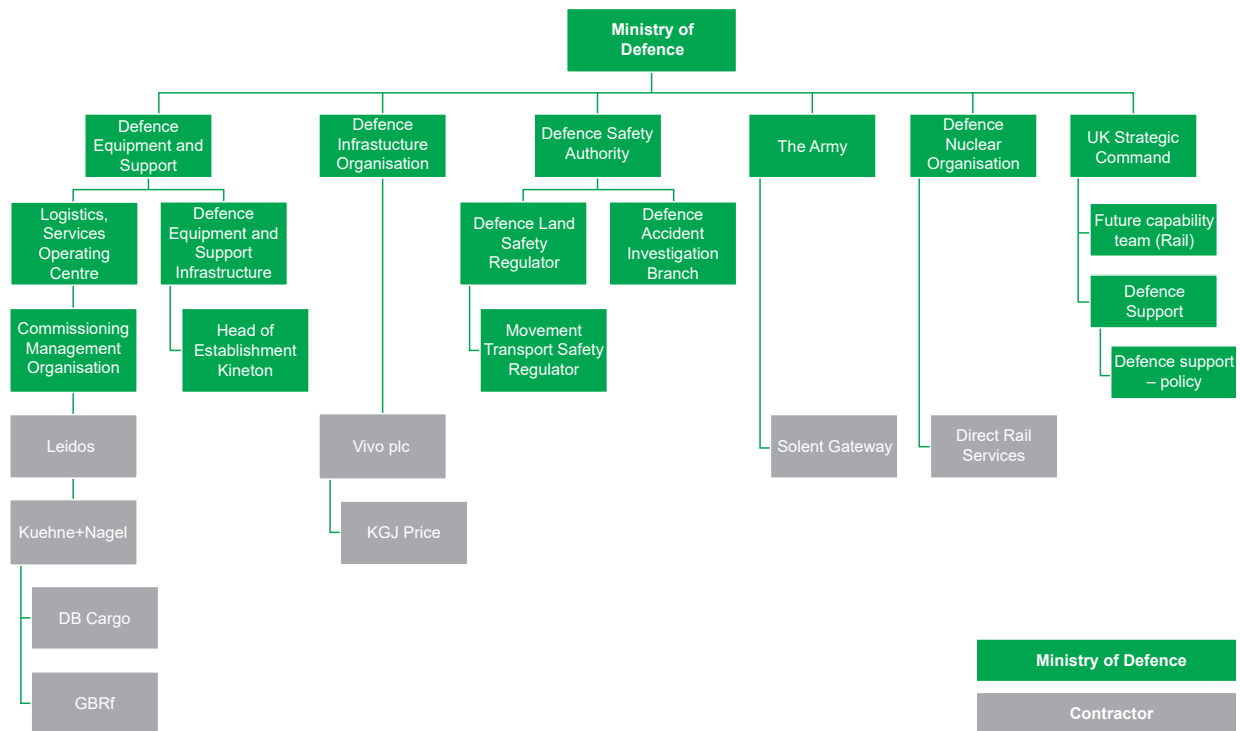 Ministry of
Defence
Defence
Equipment and
Support
Defence
Infrastucture
Organisation
Defence Safety
Authority
The Army
Defence
Nuclear
Organisation
UK Strategic
Command
Logistics,
Services
Operating
Centre
Defence
Equipment and
Support
Infrastructure
Defence Land
Safety
Regulator
Defence
Accident
Investigation
Branch
Future capability
team (Rail)
Commissioning
Management
Organisation
Head of
Establishment
Kineton
Movement
Transport Safety
Regulator
Defence
Support
Defence support
– policy
Leidos
Vivo plc
Solent Gateway
Direct Rail
Services
Kuehne+Nagel
KGJ Price
DB Cargo
GBRf
Ministry of Defence
Contractor